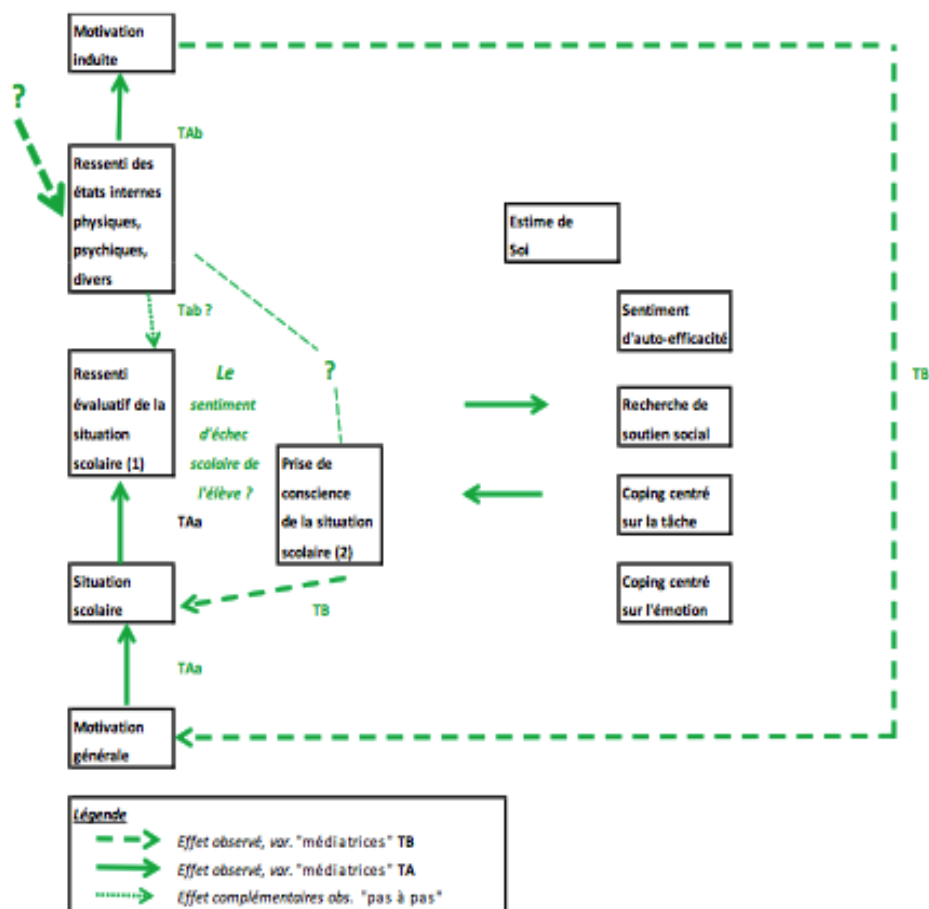 Motivation
induite
?
TAb
Ressenti des
états internes
physiques,
psychiques,
divers
Estime de
Soi
Tab ?
Sentiment
d'auto-efficacité
Ressenti
évaluatif de la
situation
scolaire (1)
Le
sentiment
d'échec
scolaire de
l'élève ?
?
TB
Recherche de
soutien social
Prise de
conscience
de la situation
scolaire (2)
Coping centré
sur la tâche
TAa
Situation
scolaire
TB
Coping centré
sur l'émotion
TAa
Motivation
générale
Légende
Effet observé, var. "médiatrices" TB
Effet observé, var. "médiatrices" TA
Effet complémentaires obs. "pas à pas"